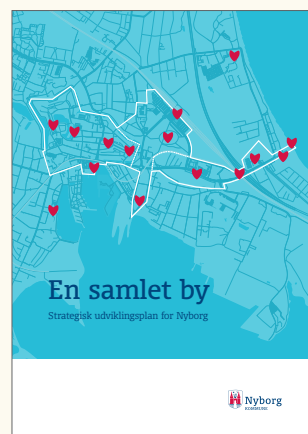 En samlet by
Strategisk udviklingsplan for Nyborg
Nyborg
KOMMUNE